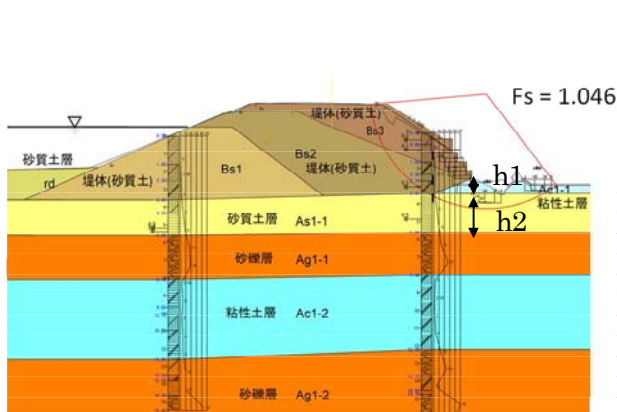 Fs = 1.046
堤体(砂質土)
Bs3
砂質土層
rd
堤体(砂質土)
Bs1
Bs2
堤体(砂質土)
h1
Ac1-1
粘性土層
砂質土層 As1-1
h2
砂礫層 Ag1-1
粘性土層 Ac1-2
砂礫層 Ag1-2